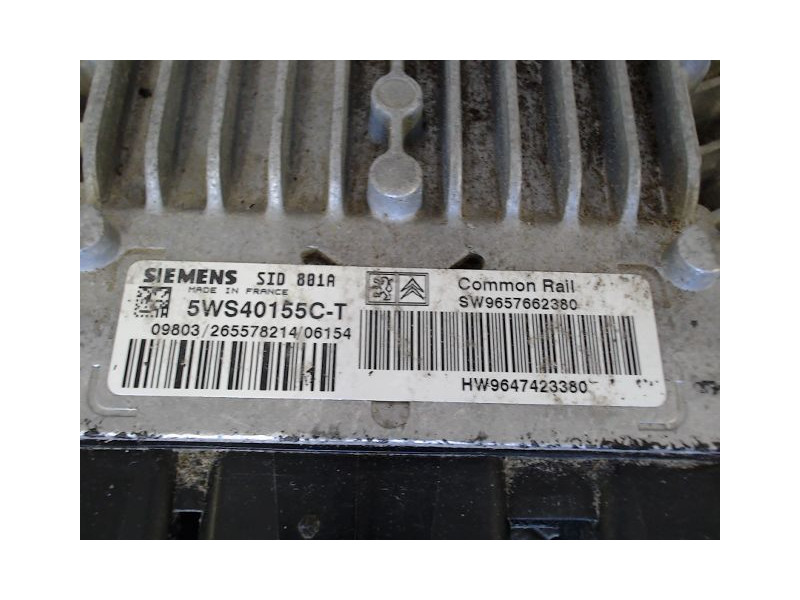 SIEMENS SID 801A
MADE IN FRANCE
5WS40155C-T
09803/265578214/06154
Common Rail
SW9657662380
HW9647423380